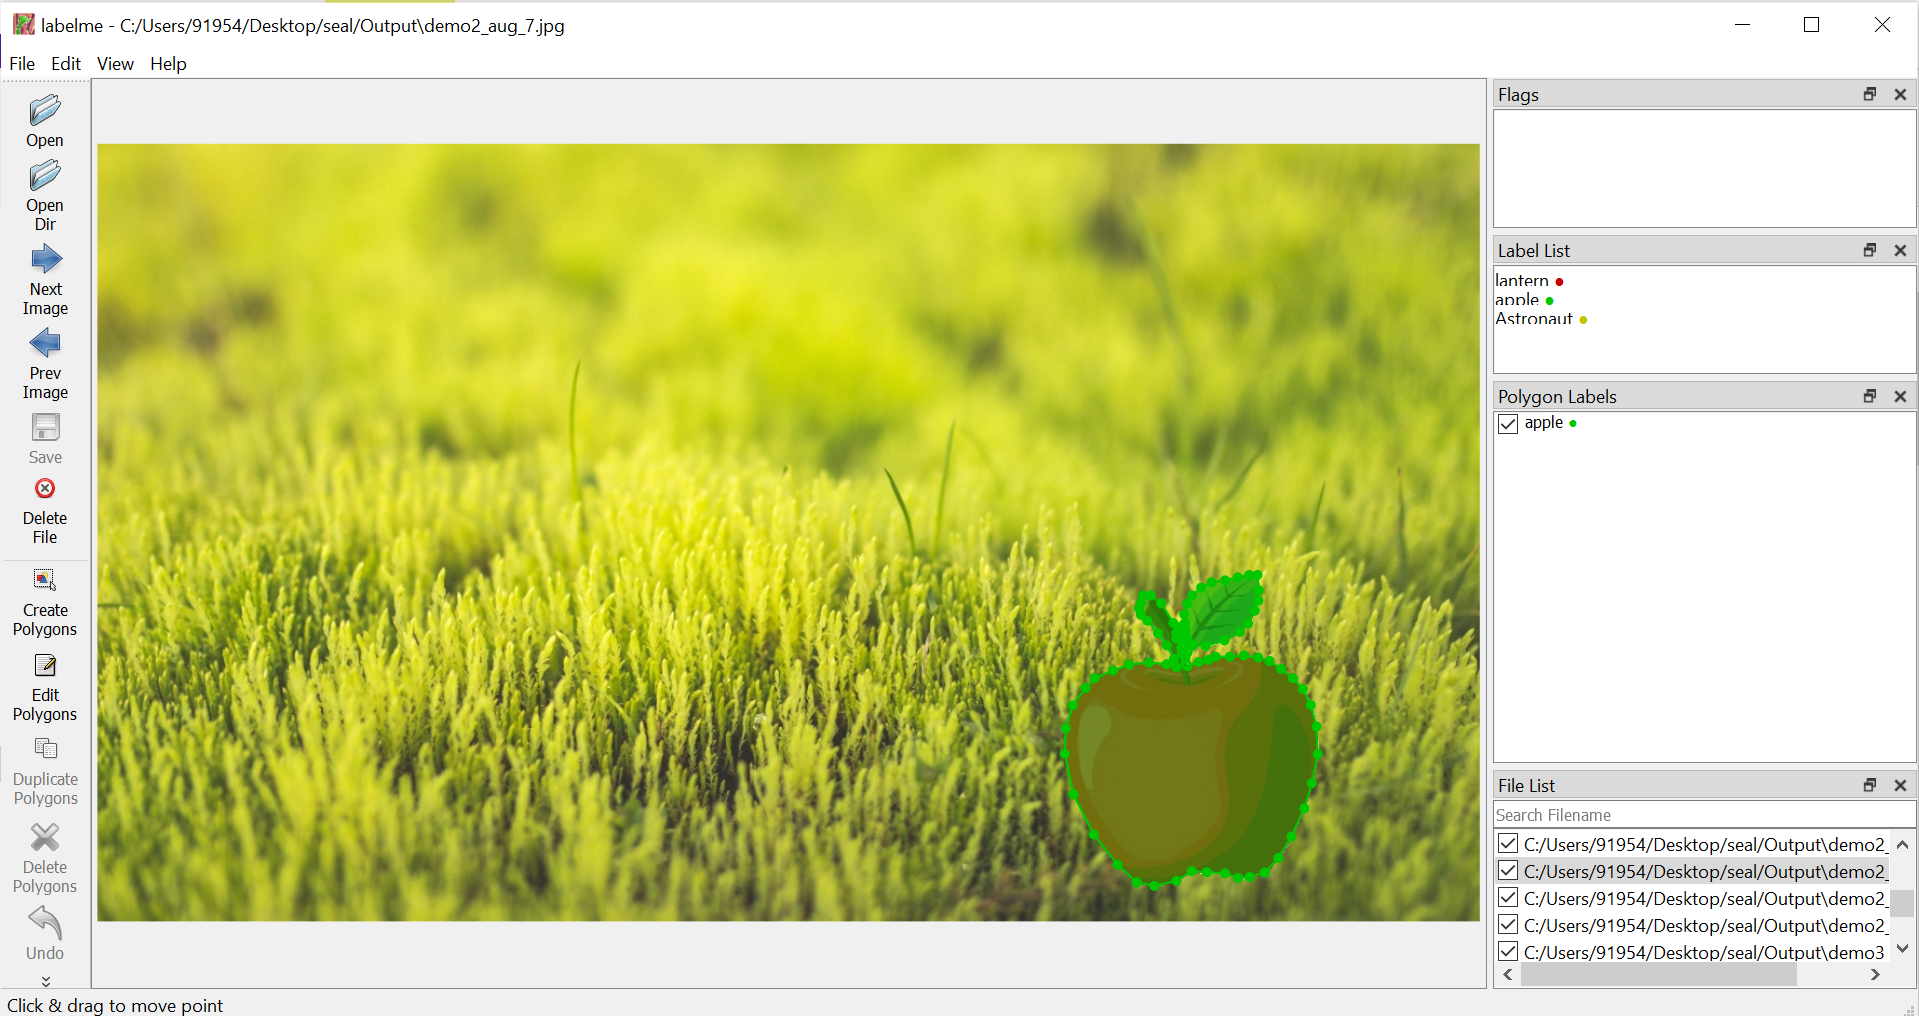 labelme - C:/Users/91954/Desktop/seal/Output\demo2_aug_7.jpg
File Edit View Help
Open
Open
Dir
Next
Image
Prev
Image
Save
Delete
File
Create
Polygons
Edit
Polygons
Duplicate
Polygons
Delete
Polygons
Undo
Flags
Label List
lantern
apple
Astronaut
Polygon Labels
apple
File List
Search Filename
C:/Users/91954/Desktop/seal/Output\demo2_
C:/Users/91954/Desktop/seal/Output\demo2_
C:/Users/91954/Desktop/seal/Output\demo2_
C:/Users/91954/Desktop/seal/Output\demo2_
C:/Users/91954/Desktop/seal/Output\demo3
Click & drag to move point